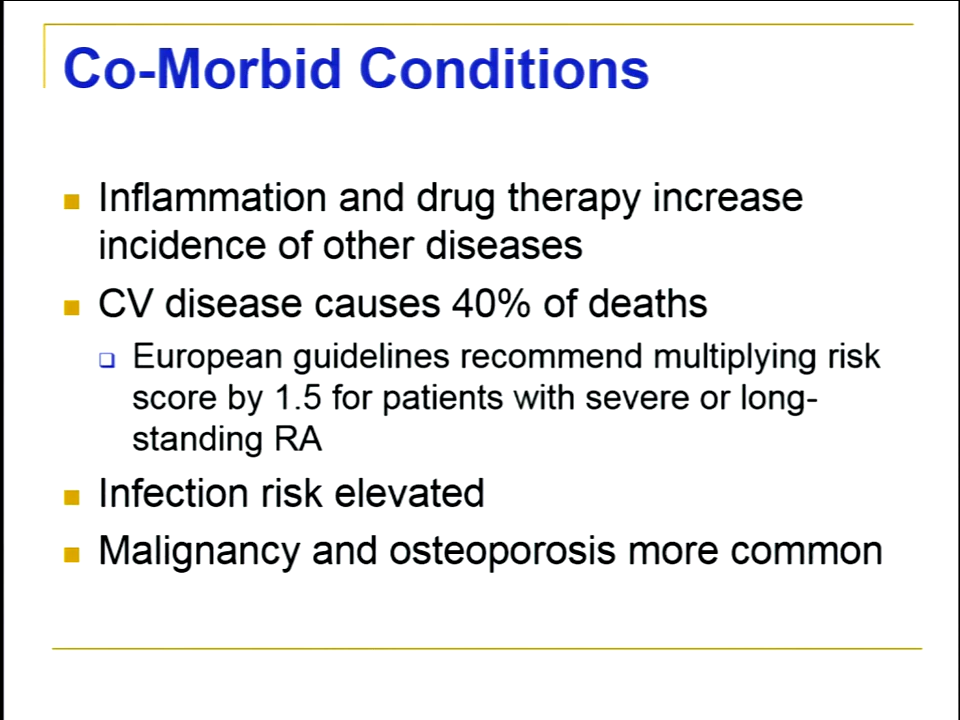 Co-Morbid Conditions
Inflammation and drug therapy increase
incidence of other diseases
CV disease causes 40% of deaths
European guidelines recommend multiplying risk
score by 1.5 for patients with severe or long-
standing RA
Infection risk elevated
Malignancy and osteoporosis more common